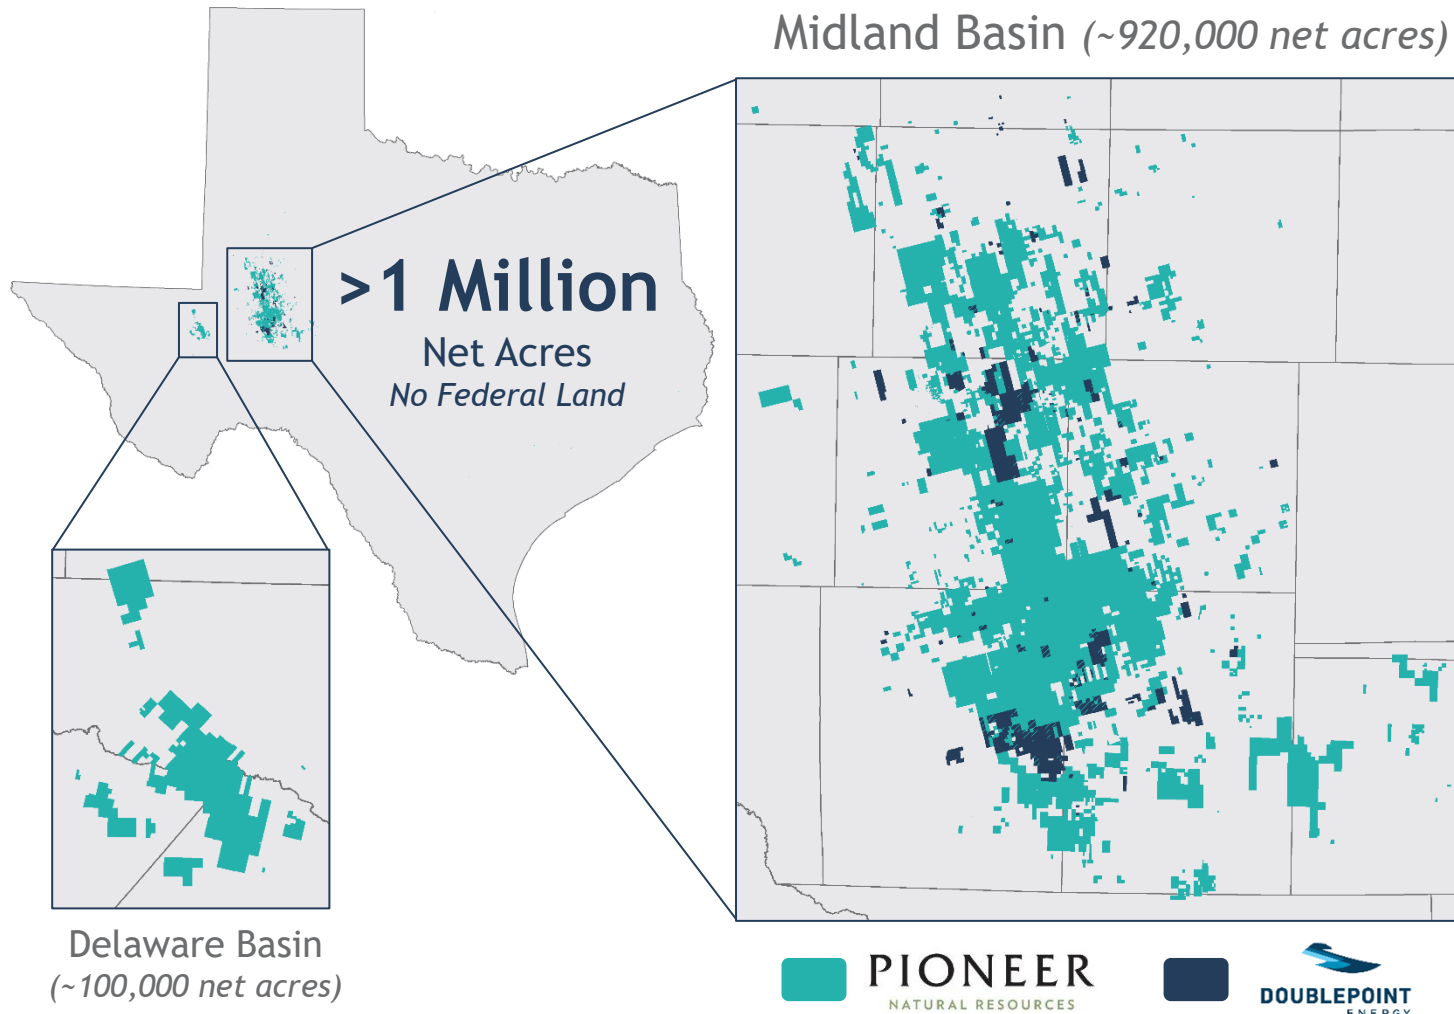 Midland Basin (~920,000 net acres)
>1 Million
Net Acres
No Federal Land
Delaware Basin
(~100,000 net acres)
PIONEER
NATURAL RESOURCES
DOUBLEPOINT
ENERGY